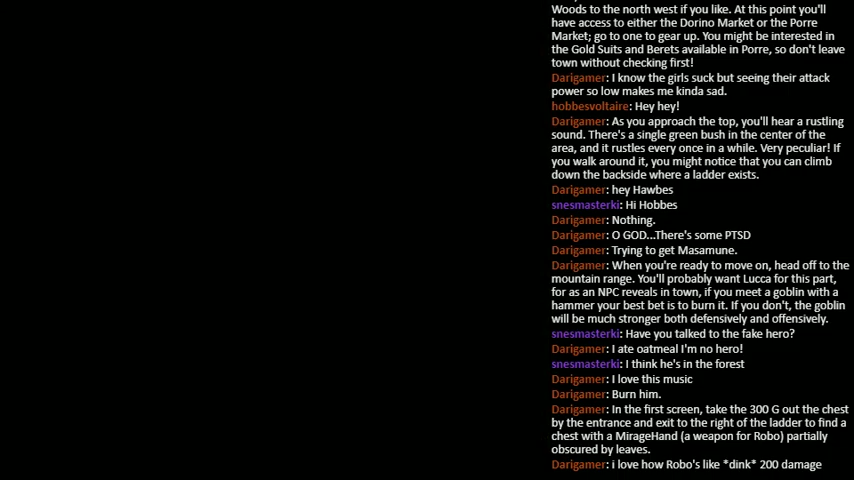 Woods to the north west if you like. At this point you'll
have access to either the Dorino Market or the Porre
Market; go to one to gear up. You might be interested in
the Gold Suits and Berets available in Porre, so don't leave
town without checking first!
Darigamer: I know the girls suck but seeing their attack
power so low makes me kinda sad.
hobbesvoltaire: Hey hey!
Darigamer: As you approach the top, you'll hear a rustling
sound. There's a single green bush in the center of the
area, and it rustles every once in a while. Very peculiar! If
you walk around it, you might notice that you can climb
down the backside where a ladder exists.
Darigamer: hey Hawbes
snesmasterki: Hi Hobbes
Darigamer: Nothing.
Darigamer: O GOD...There's some PTSD
Darigamer: Trying to get Masamune.
Darigamer: When you're ready to move on, head off to the
mountain range. You'll probably want Lucca for this part,
for as an NPC reveals in town, if you meet a goblin with a
hammer your best bet is to burn it. If you don't, the goblin
will be much stronger both defensively and offensively.
snesmasterki: Have you talked to the fake hero?
Darigamer: I ate oatmeal I'm no hero!
snesmasterki: I think he's in the forest
Darigamer: I love this music
Darigamer: Burn him.
Darigamer: In the first screen, take the 300 G out the chest
by the entrance and exit to the right of the ladder to find a
chest with a MirageHand (a weapon for Robo) partially
obscured by leaves.
Darigamer: i love how Robo's like *dink* 200 damage